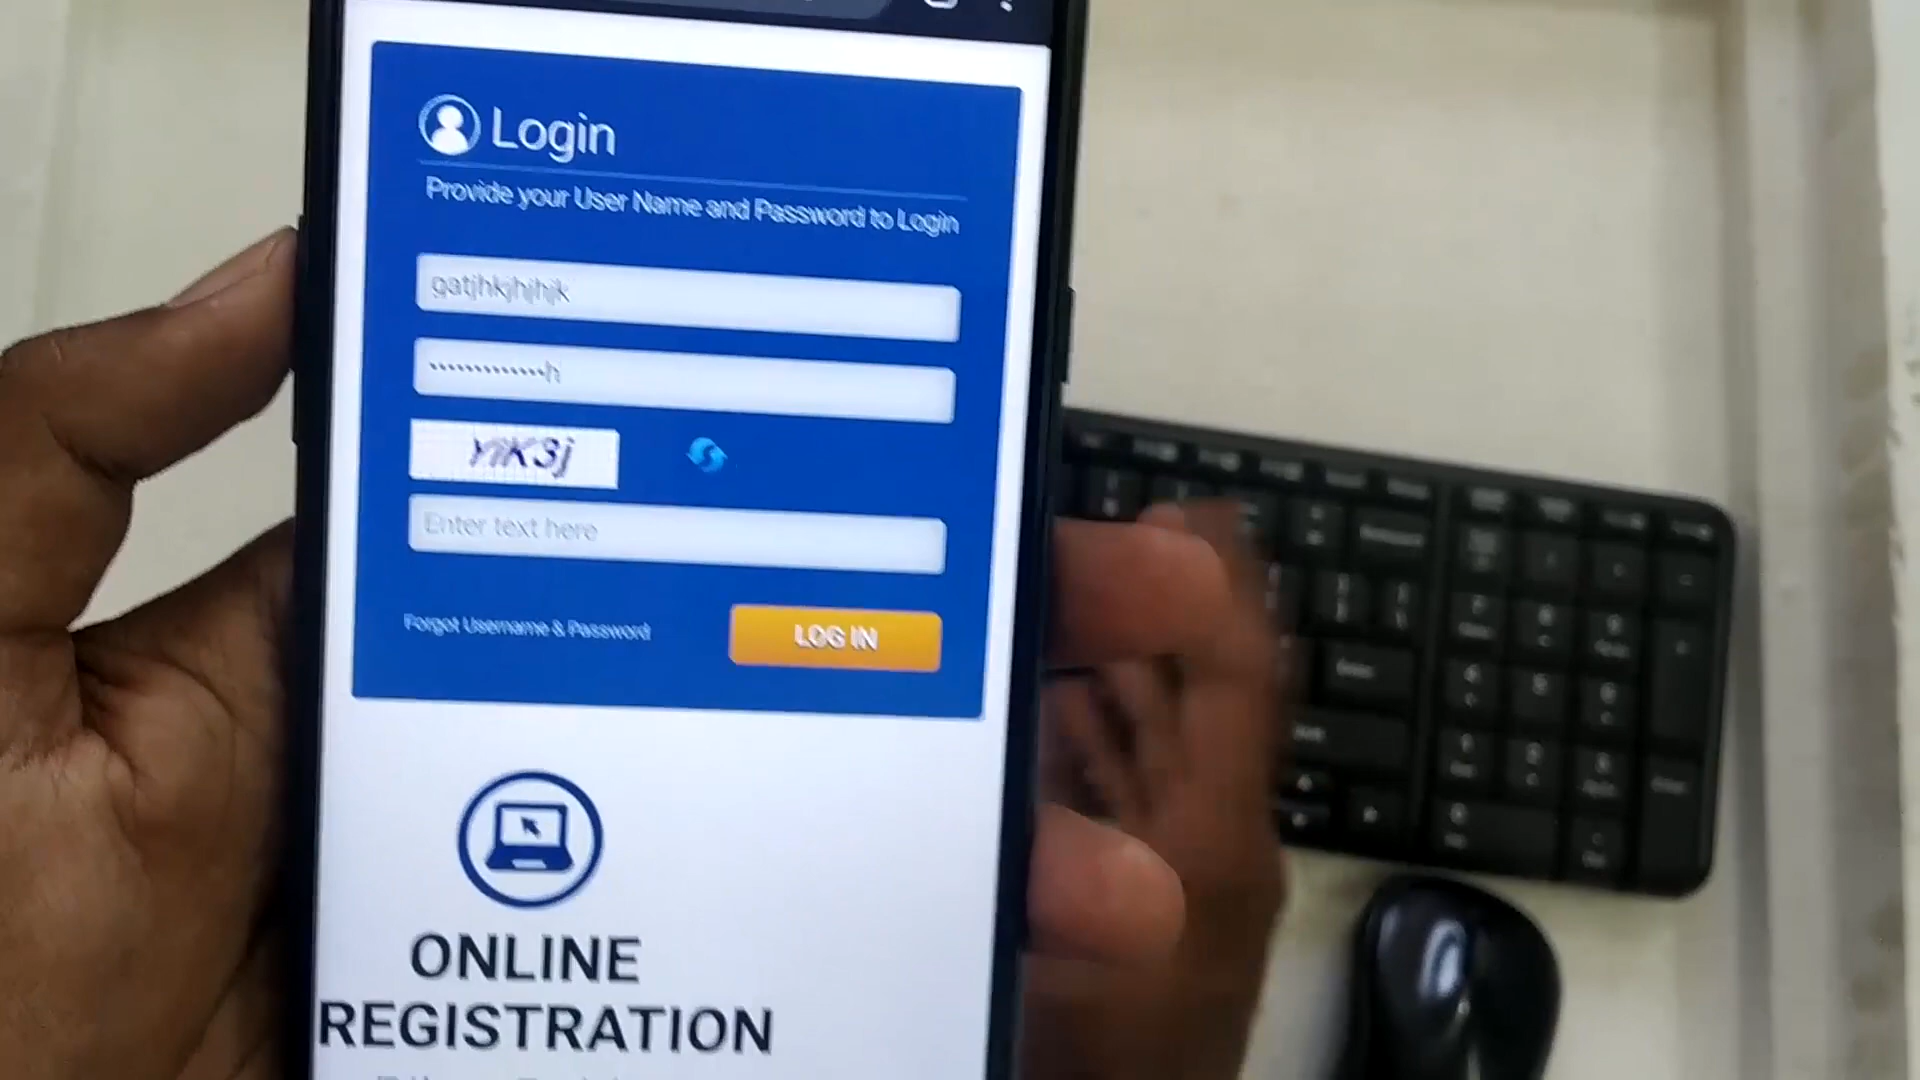 Login
Provide your User Name and Password to Login
gatjhkjhjhjk
•••••••••••••h
YiK3j
Enter text here
Forgot Username & Password
LOG IN
ONLINE
REGISTRATION